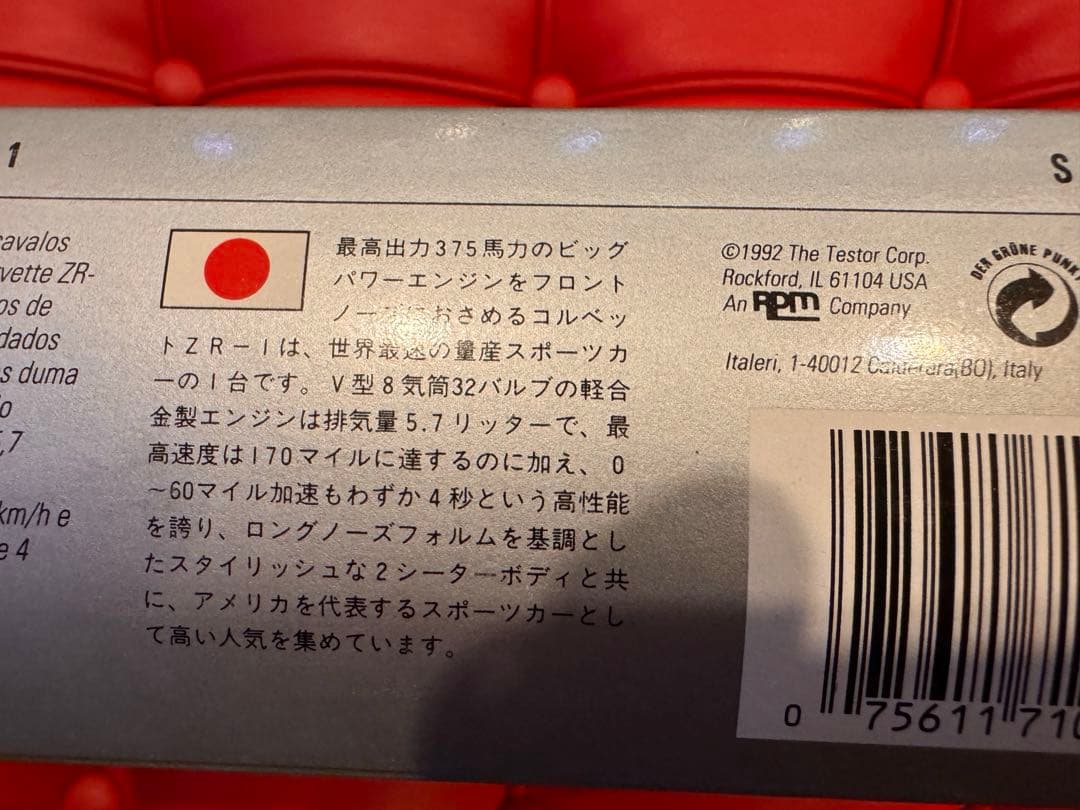 1
S
avalos
vette ZR-
os de
dados
s duma
o
5,7
km/h e
e 4
最高出力375馬力のビッグ
パワーエンジンをフロント
ノーズにおさめるコルベッ
トZR-1は、世界最速の量産スポーツカ
ーの1台です。V型8気筒32バルブの軽合
金製エンジンは排気量5.7リッターで、最
高速度は170マイルに達するのに加え、0
～60マイル加速もわずか4秒という高性能
を誇り、ロングノーズフォルムを基調とし
たスタイリッシュな2シーターボディと共
に、アメリカを代表するスポーツカーとし
て高い人気を集めています。
©1992 The Testor Corp.
Rockford, IL 61104 USA
An RPM Company
DER GRÜNE PUNKT
Italeri, 1-40012 Calderara(BO), Italy
0 75611 710